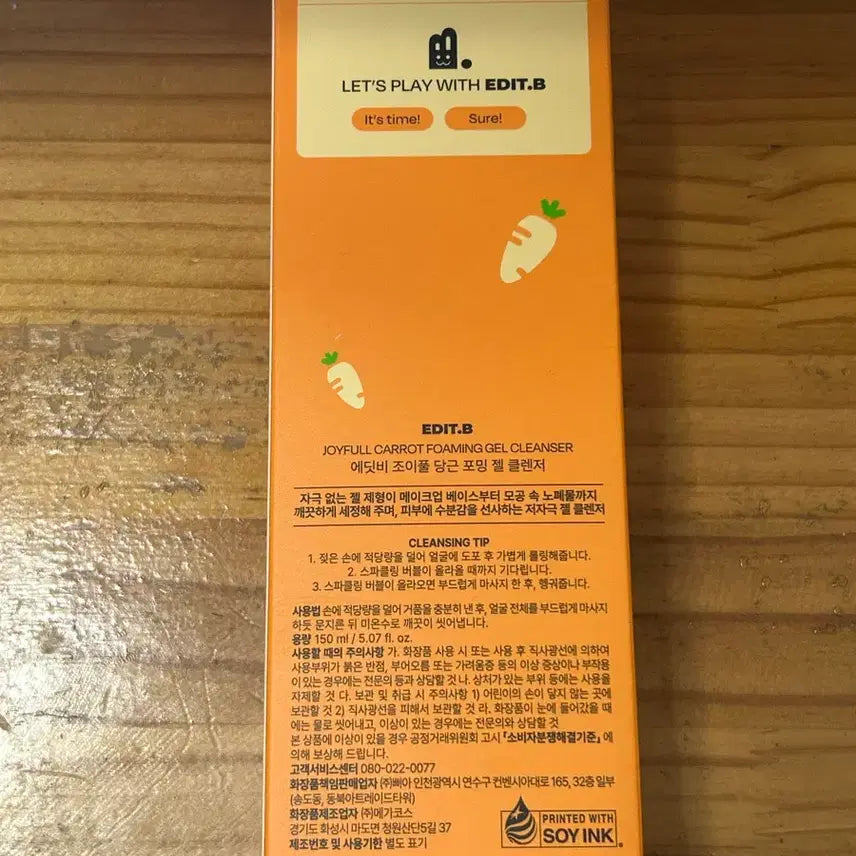 LET'S PLAY WITH EDIT.B
It's time! Sure!
EDIT.B
JOYFULL CARROT FOAMING GEL CLEANSER
에딧비 조이풀 당근 포밍 젤 클렌저
자극 없는 젤 제형이 메이크업 베이스부터 모공 속 노폐물까지
깨끗하게 세정해 주며, 피부에 수분감을 선사하는 저자극 젤 클렌저
CLEANSING TIP
1. 젖은 손에 적당량을 덜어 얼굴에 도포 후 가볍게 롤링해줍니다.
2. 스파클링 버블이 올라올 때까지 기다립니다.
3. 스파클링 버블이 올라오면 부드럽게 마사지 한 후, 헹궈줍니다.
사용법 손에 적당량을 덜어 거품을 충분히 낸 후, 얼굴 전체를 부드럽게 마사지
하듯 문지른 뒤 미온수로 깨끗이 씻어냅니다.
용량 150 ml / 5.07 fl. oz.
사용할 때의 주의사항 가. 화장품 사용 시 또는 사용 후 직사광선에 의하여
사용부위가 붉은 반점, 부어오름 또는 가려움증 등의 이상 증상이나 부작용
이 있는 경우에는 전문의 등과 상담할 것 나. 상처가 있는 부위 등에는 사용을
자제할 것 다. 보관 및 취급 시 주의사항 1) 어린이의 손이 닿지 않는 곳에
보관할 것 2) 직사광선을 피해서 보관할 것 라. 화장품이 눈에 들어갔을 때
에는 물로 씻어내고, 이상이 있는 경우에는 전문의와 상담할 것
본 상품에 이상이 있을 경우 공정거래위원회 고시 「소비자분쟁해결기준」에
의해 보상해 드립니다.
고객서비스센터 080-022-0077
화장품책임판매업자 ㈜삐아 인천광역시 연수구 컨벤시아대로 165, 32층 일부
(송도동, 동북아트레이드타워)
화장품제조업자 ㈜메가코스
경기도 화성시 마도면 청원산단5길 37
제조번호 및 사용기한 별도 표기
PRINTED WITH
SOY INK